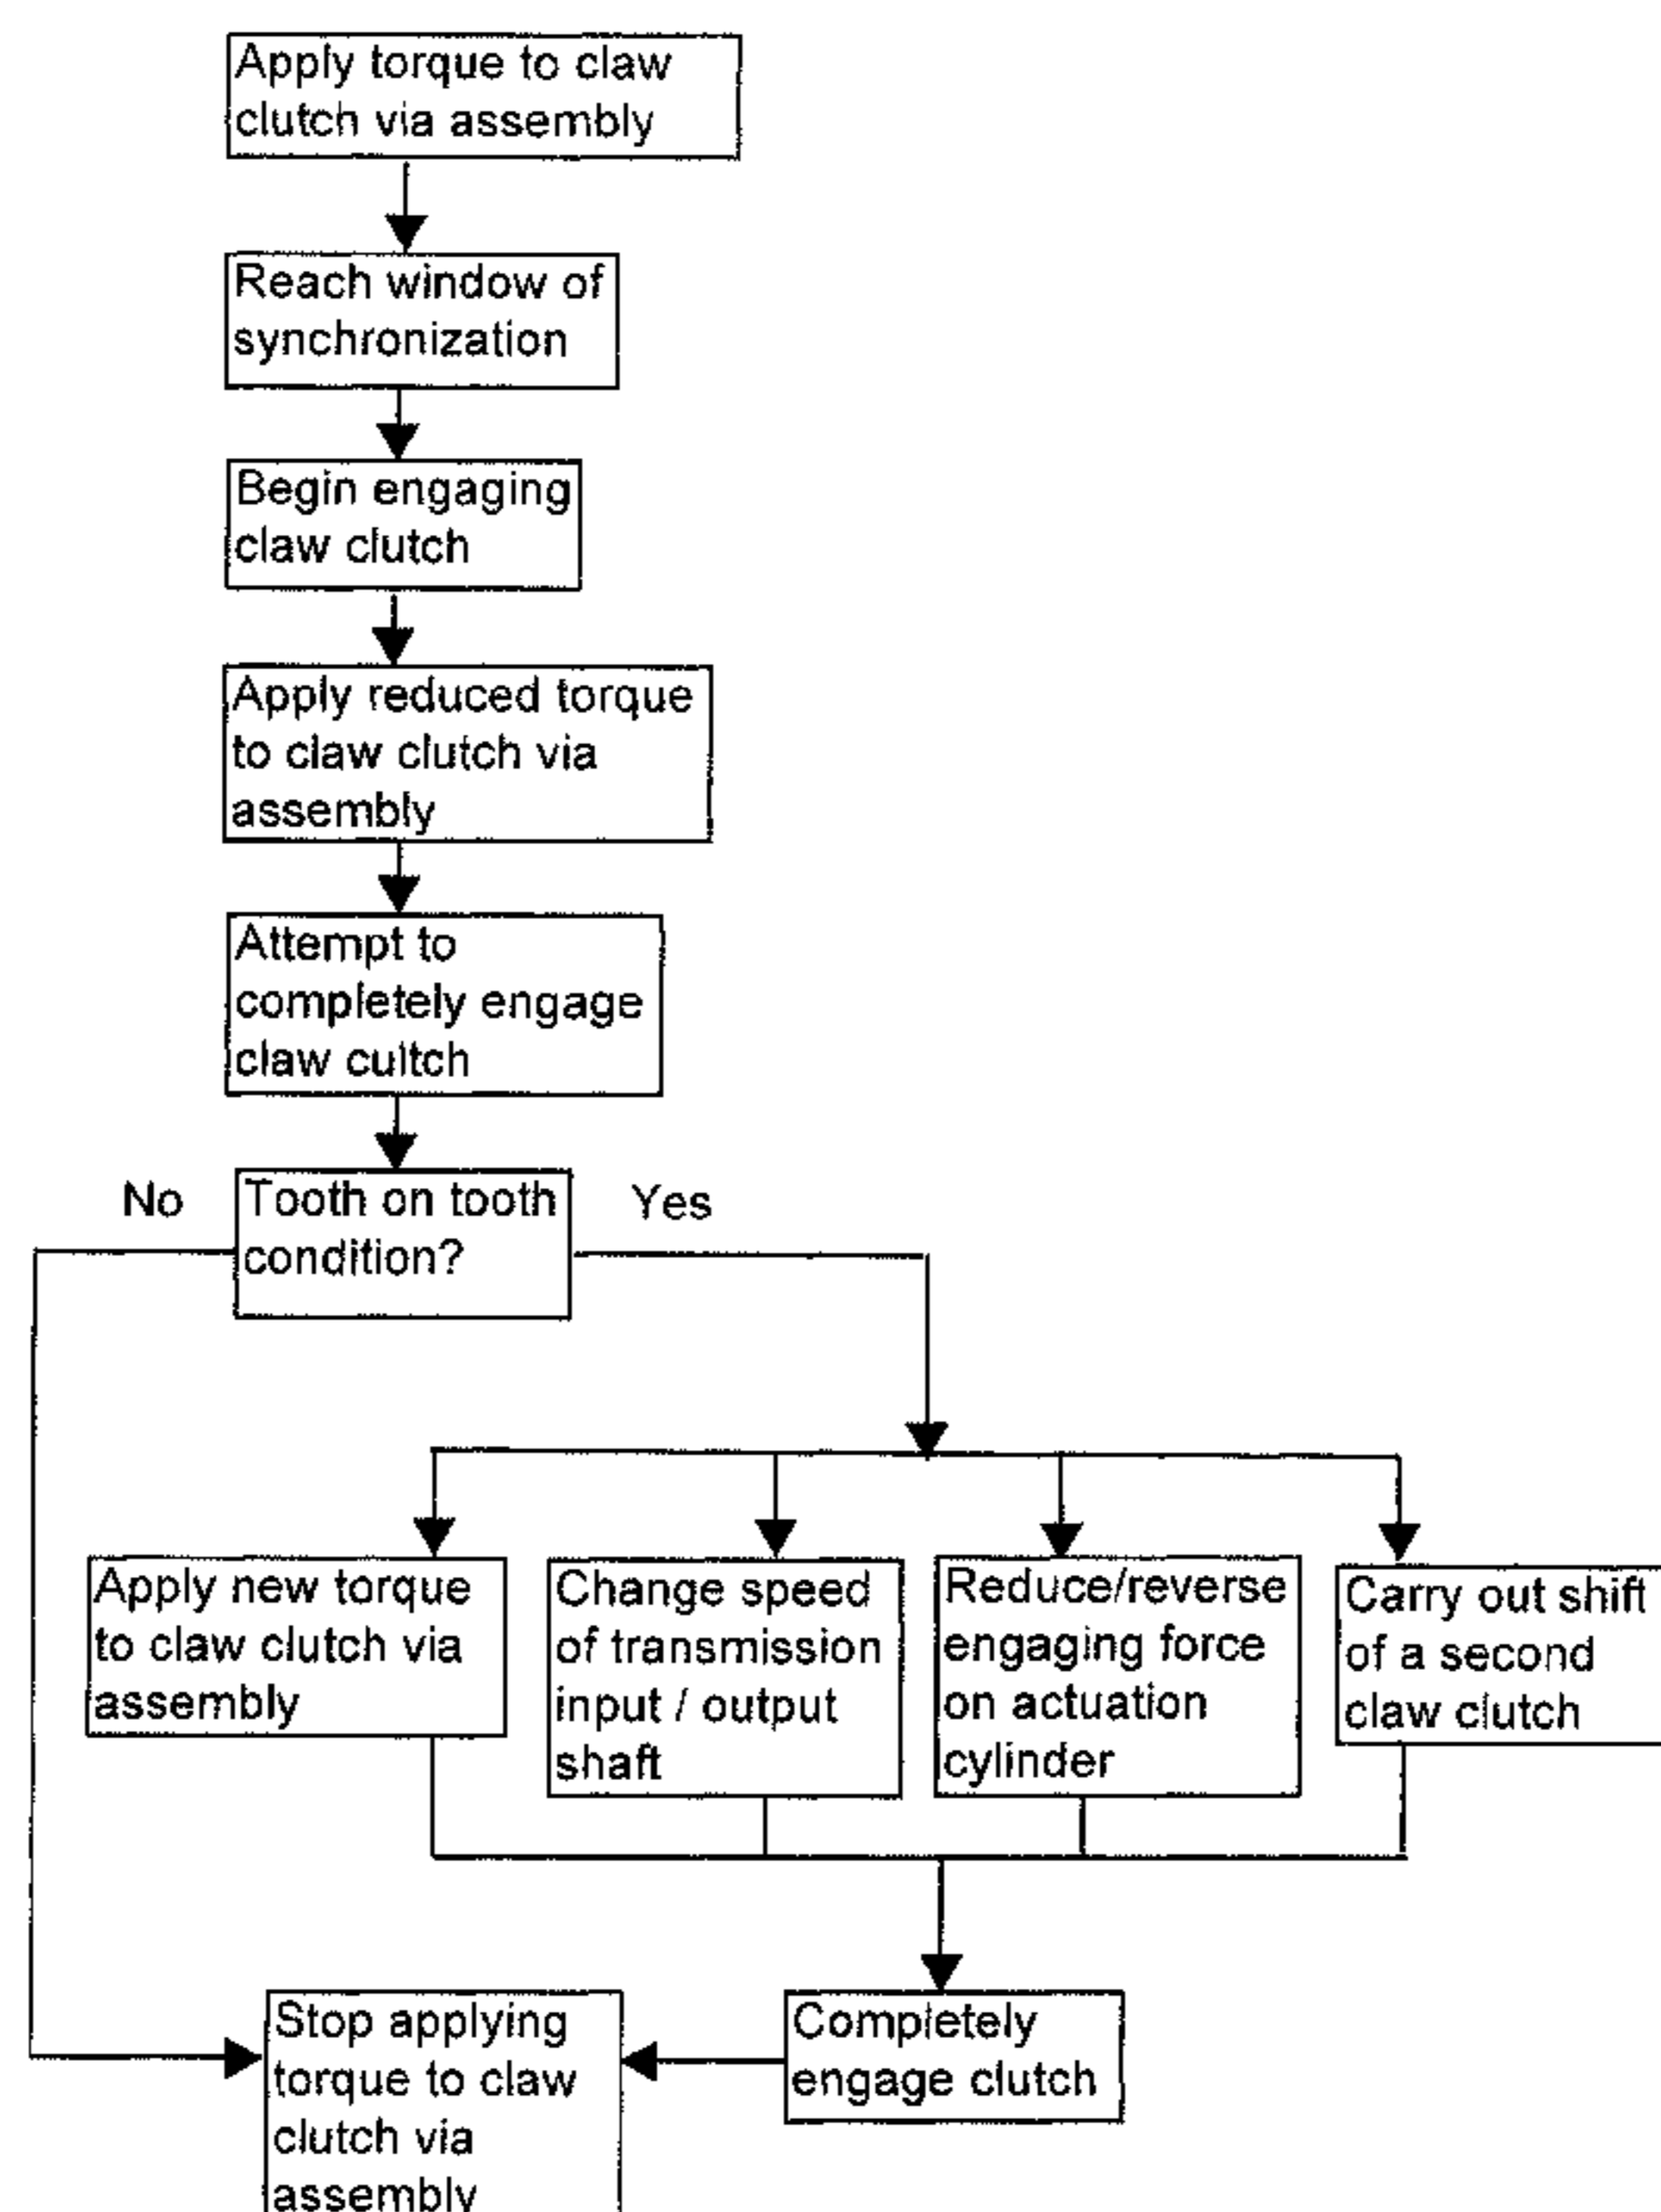 Apply torque to claw
clutch via assembly
Reach window of
synchronization
Begin engaging
claw clutch
Apply reduced torque
to claw clutch via
assembly
Attempt to
completely engage
claw cultch
No
Tooth on tooth
condition?
Yes
Apply new torque
to claw clutch via
assembly
Change speed
of transmission
input / output
shaft
Reduce/reverse
engaging force
on actuation
cylinder
Carry out shift
of a second
claw clutch
Stop applying
torque to claw
clutch via
assembly
Completely
engage clutch